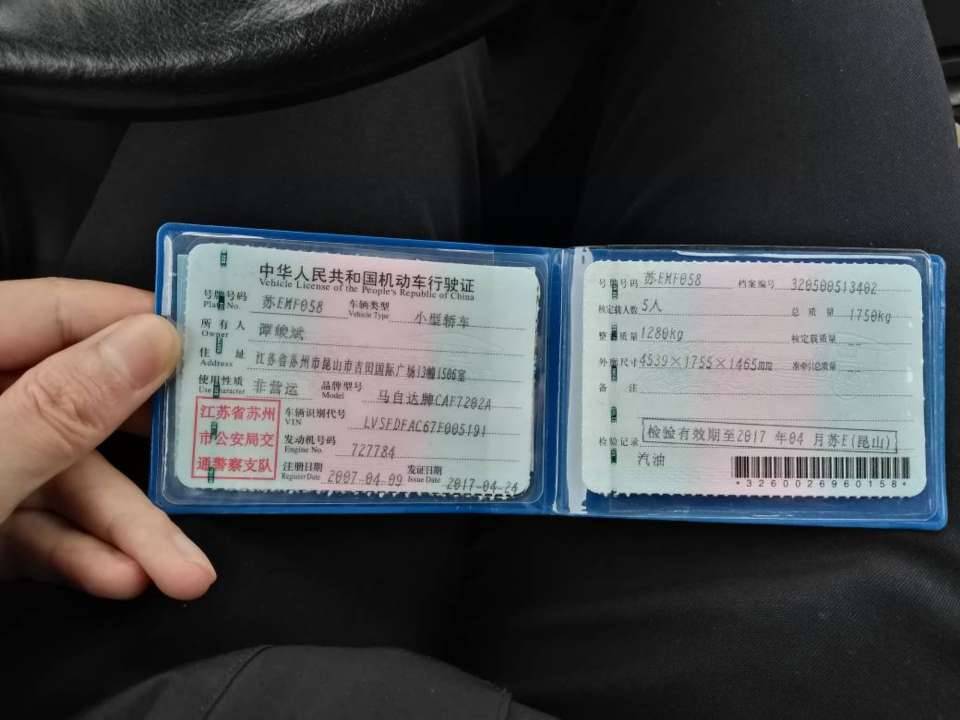 中华人民共和国机动车行驶证
Vehicle License of the People's Republic of China
号牌号码 苏EMF058 车辆类型 小型轿车
Plate No. Vehicle Type
所有人 谭峻斌
Owner
住址 江苏省苏州市昆山市吉田国际广场13幢1506室
Address
使用性质 非营运 品牌型号 马自达牌CAF7202A
Use Character Model
江苏省苏州
市公安局交
通警察支队
车辆识别代号 LVSFDFAC67F005191
VIN
发动机号码 727784
Engine No.
注册日期 2007-04-09 发证日期 2017-04-24
Register Date Issue Date
号牌号码 苏EMF058 档案编号 320500513402
核定载人数 5人 总质量 1750kg
整备质量 1280kg 核定载质量 --
外廓尺寸 4539×1755×1465mm 准牵引总质量 --
备注
检验记录 检验有效期至2017 年04 月苏E(昆山)
汽油
*3260026960158*